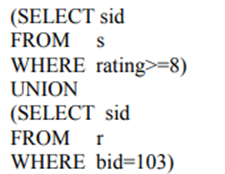 (SELECT sid
FROM s
WHERE rating>=8)
UNION
(SELECT sid
FROM r
WHERE bid=103)